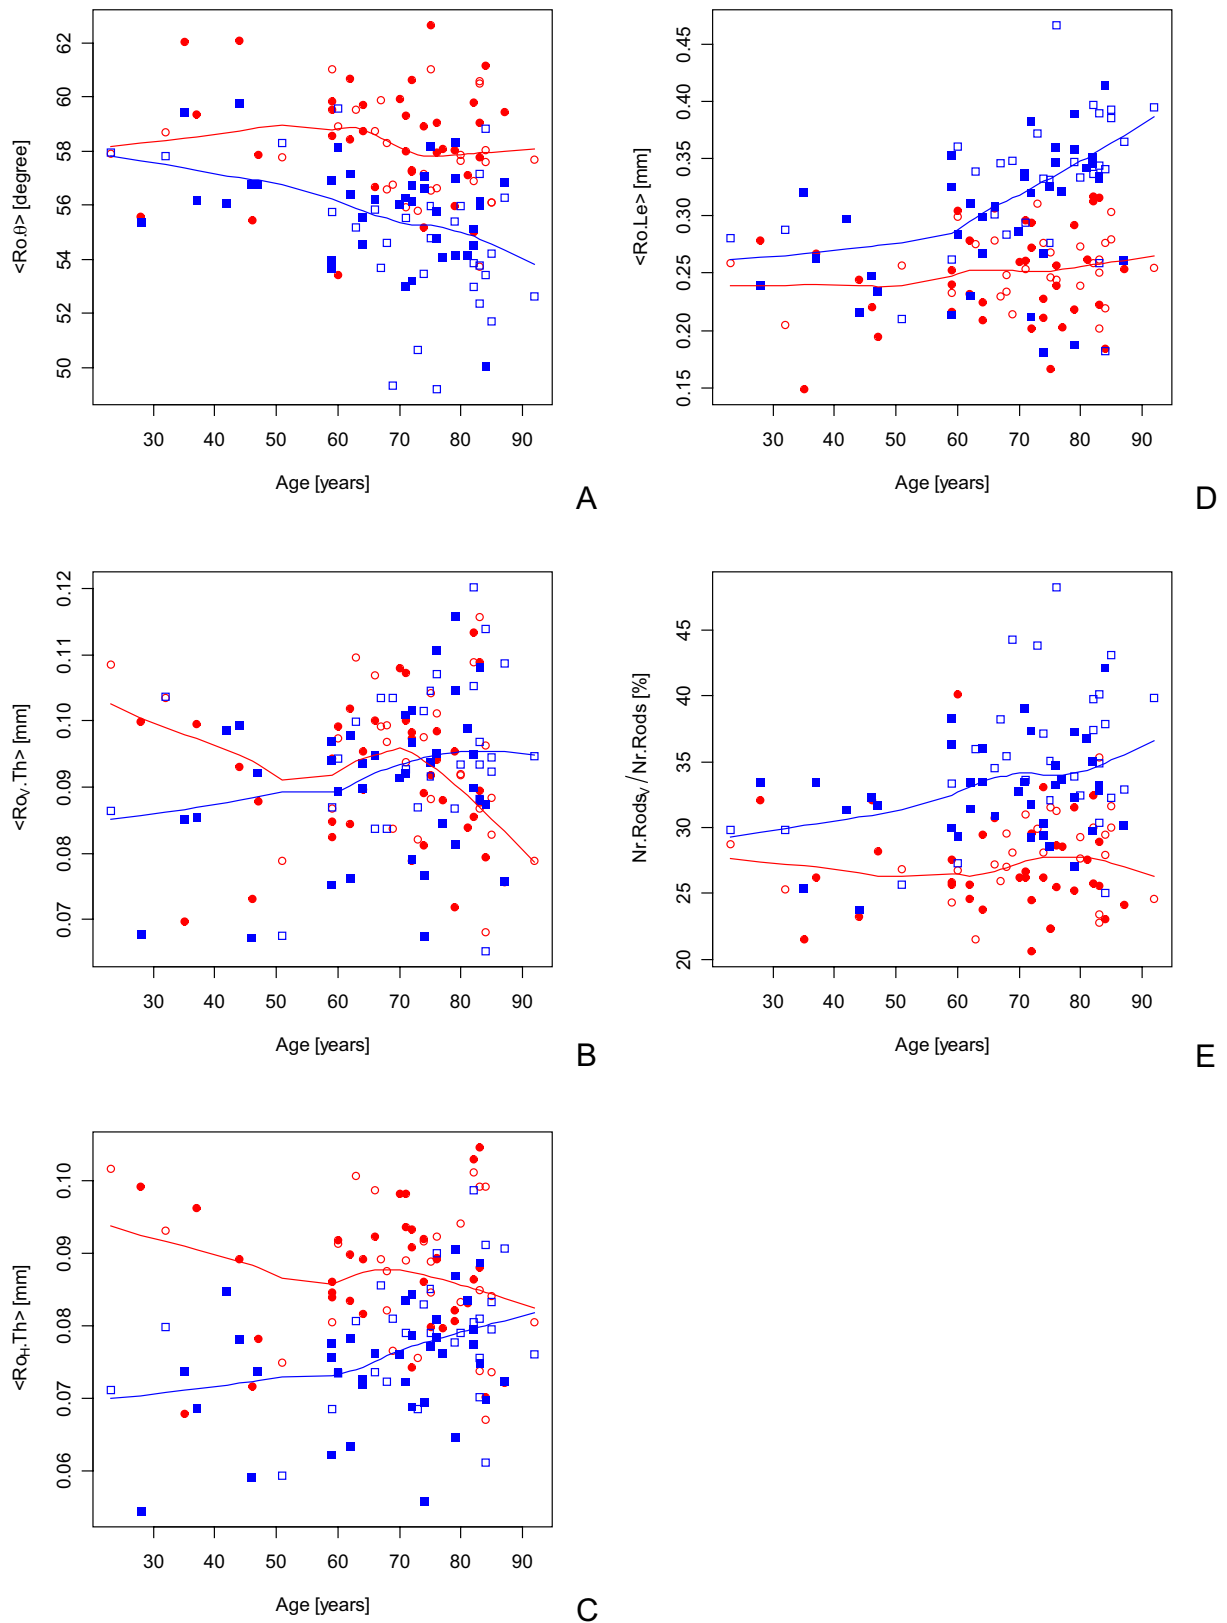 62
60
58
56
54
52
50
<Ro.θ> [degree]
30 40 50 60 70 80 90
Age [years]
A
0.45
0.40
0.35
0.30
0.25
0.20
0.15
<Ro.Le> [mm]
30 40 50 60 70 80 90
Age [years]
D
0.12
0.11
0.10
0.09
0.08
0.07
<Ro_V.Th> [mm]
30 40 50 60 70 80 90
Age [years]
B
45
40
35
30
25
20
Nr.Rods_V / Nr.Rods [%]
30 40 50 60 70 80 90
Age [years]
E
0.10
0.09
0.08
0.07
0.06
<Ro_H.Th> [mm]
30 40 50 60 70 80 90
Age [years]
C